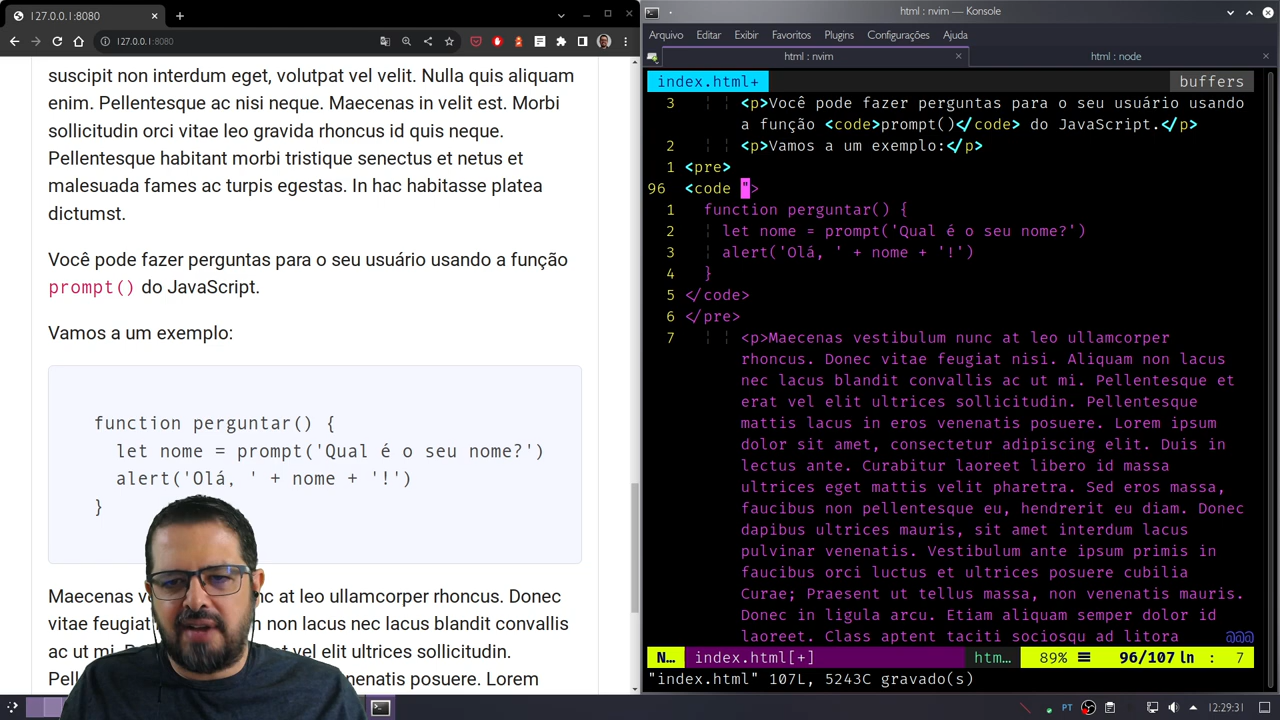 127.0.0.1:8080
127.0.0.1:8080
suscipit non interdum eget, volutpat vel velit. Nulla quis aliquam
enim. Pellentesque ac nisi neque. Maecenas in velit est. Morbi
sollicitudin orci vitae leo gravida rhoncus id quis neque.
Pellentesque habitant morbi tristique senectus et netus et
malesuada fames ac turpis egestas. In hac habitasse platea
dictumst.
Você pode fazer perguntas para o seu usuário usando a função
prompt() do JavaScript.
Vamos a um exemplo:
function perguntar() {
let nome = prompt('Qual é o seu nome?')
alert('Olá, ' + nome + '!')
}
Maecenas nc at leo ullamcorper rhoncus. Donec
vitae feugiat non lacus nec lacus blandit convallis
ac ut mi. et vel elit ultrices sollicitudin.
venenatis posuere. Lorem
html : nvim — Konsole
Arquivo Editar Exibir Favoritos Plugins Configurações Ajuda
html : nvim html : node
index.html+ buffers
3 <p>Você pode fazer perguntas para o seu usuário usando
a função <code>prompt()</code> do JavaScript.</p>
2 <p>Vamos a um exemplo:</p>
1 <pre>
96 <code ">
1 function perguntar() {
2 let nome = prompt('Qual é o seu nome?')
3 alert('Olá, ' + nome + '!')
4 }
5 </code>
6 </pre>
7 <p>Maecenas vestibulum nunc at leo ullamcorper
rhoncus. Donec vitae feugiat nisi. Aliquam non lacus
nec lacus blandit convallis ac ut mi. Pellentesque et
erat vel elit ultrices sollicitudin. Phasellus
mattis lacus in eros venenatis posuere. Lorem ipsum
dolor sit amet, consectetur adipiscing elit. Duis in
lectus ante. Curabitur laoreet libero id massa
ultrices eget mattis velit pharetra. Sed eros massa,
faucibus non pellentesque eu, hendrerit eu diam. Donec
dapibus ultrices mauris, sit amet interdum lacus
pulvinar venenatis. Vestibulum ante ipsum primis in
faucibus orci luctus et ultrices posuere cubilia
Curae; Praesent ut tellus massa, non venenatis mauris.
Donec in ligula arcu. Etiam aliquam semper dolor id
laoreet. Class aptent taciti sociosqu ad litora @@@
N… index.html[+] htm… 89% ☰ 96/107 ln : 7
"index.html" 107L, 5243C gravado(s)
PT 12:29:31